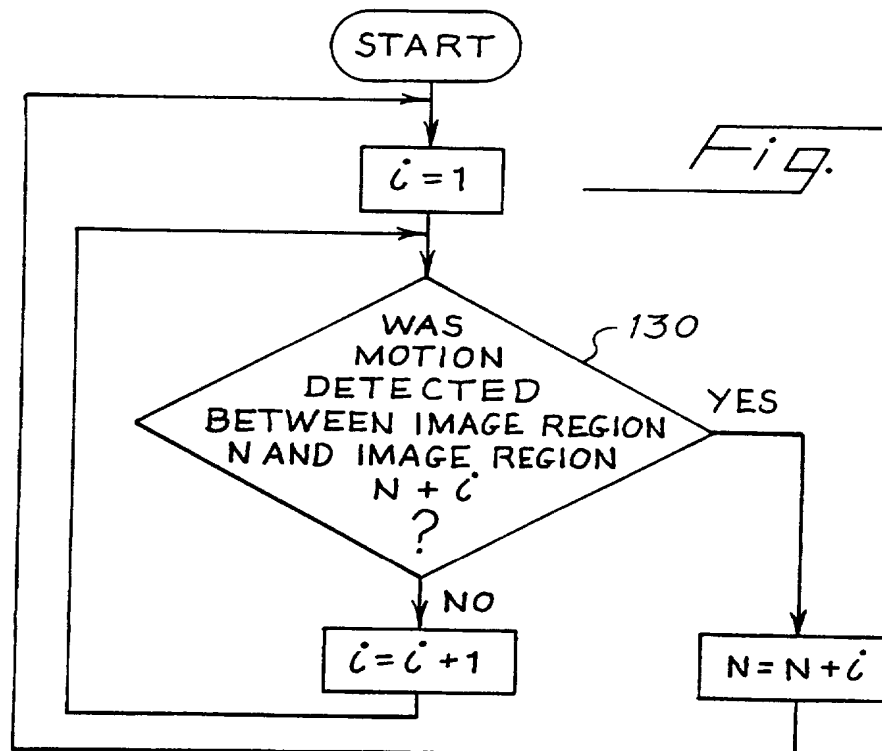 START
Fig.
i = 1
130
WAS
MOTION
DETECTED
BETWEEN IMAGE REGION
N AND IMAGE REGION
N + i
?
YES
NO
i = i + 1
N = N + i